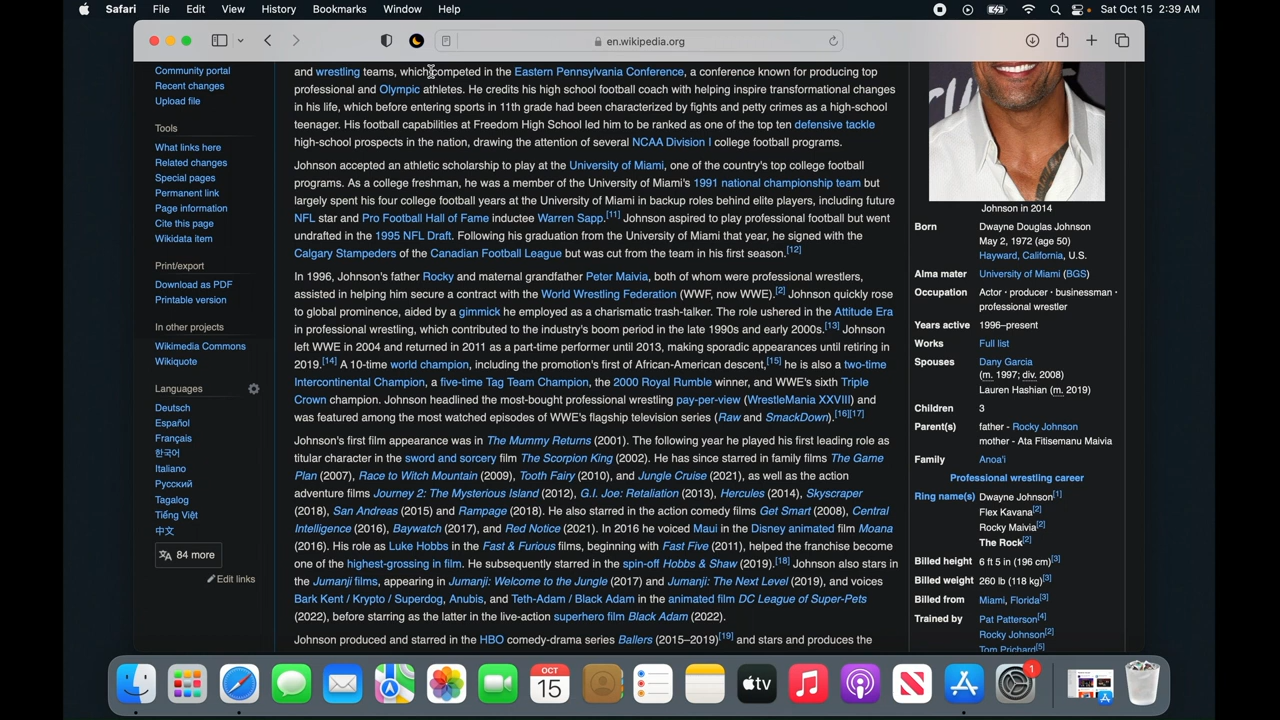 Safari File Edit View History Bookmarks Window Help Sat Oct 15 2:39 AM
en.wikipedia.org
Community portal
Recent changes
Upload file
Tools
What links here
Related changes
Special pages
Permanent link
Page information
Cite this page
Wikidata item
Print/export
Download as PDF
Printable version
In other projects
Wikimedia Commons
Wikiquote
Languages
Deutsch
Español
Français
한국어
Italiano
Русский
Tagalog
Tiếng Việt
中文
84 more
Edit links
and wrestling teams, which competed in the Eastern Pennsylvania Conference, a conference known for producing top
professional and Olympic athletes. He credits his high school football coach with helping inspire transformational changes
in his life, which before entering sports in 11th grade had been characterized by fights and petty crimes as a high-school
teenager. His football capabilities at Freedom High School led him to be ranked as one of the top ten defensive tackle
high-school prospects in the nation, drawing the attention of several NCAA Division I college football programs.
Johnson accepted an athletic scholarship to play at the University of Miami, one of the country's top college football
programs. As a college freshman, he was a member of the University of Miami's 1991 national championship team but
largely spent his four college football years at the University of Miami in backup roles behind elite players, including future
NFL star and Pro Football Hall of Fame inductee Warren Sapp.[11] Johnson aspired to play professional football but went
undrafted in the 1995 NFL Draft. Following his graduation from the University of Miami that year, he signed with the
Calgary Stampeders of the Canadian Football League but was cut from the team in his first season.[12]
In 1996, Johnson's father Rocky and maternal grandfather Peter Maivia, both of whom were professional wrestlers,
assisted in helping him secure a contract with the World Wrestling Federation (WWF, now WWE).[2] Johnson quickly rose
to global prominence, aided by a gimmick he employed as a charismatic trash-talker. The role ushered in the Attitude Era
in professional wrestling, which contributed to the industry's boom period in the late 1990s and early 2000s.[13] Johnson
left WWE in 2004 and returned in 2011 as a part-time performer until 2013, making sporadic appearances until retiring in
2019.[14] A 10-time world champion, including the promotion's first of African-American descent,[15] he is also a two-time
Intercontinental Champion, a five-time Tag Team Champion, the 2000 Royal Rumble winner, and WWE's sixth Triple
Crown champion. Johnson headlined the most-bought professional wrestling pay-per-view (WrestleMania XXVIII) and
was featured among the most watched episodes of WWE's flagship television series (Raw and SmackDown).[16][17]
Johnson's first film appearance was in The Mummy Returns (2001). The following year he played his first leading role as
titular character in the sword and sorcery film The Scorpion King (2002). He has since starred in family films The Game
Plan (2007), Race to Witch Mountain (2009), Tooth Fairy (2010), and Jungle Cruise (2021), as well as the action
adventure films Journey 2: The Mysterious Island (2012), G.I. Joe: Retaliation (2013), Hercules (2014), Skyscraper
(2018), San Andreas (2015) and Rampage (2018). He also starred in the action comedy films Get Smart (2008), Central
Intelligence (2016), Baywatch (2017), and Red Notice (2021). In 2016 he voiced Maui in the Disney animated film Moana
(2016). His role as Luke Hobbs in the Fast & Furious films, beginning with Fast Five (2011), helped the franchise become
one of the highest-grossing in film. He subsequently starred in the spin-off Hobbs & Shaw (2019).[18] Johnson also stars in
the Jumanji films, appearing in Jumanji: Welcome to the Jungle (2017) and Jumanji: The Next Level (2019), and voices
Bark Kent / Krypto / Superdog, Anubis, and Teth-Adam / Black Adam in the animated film DC League of Super-Pets
(2022), before starring as the latter in the live-action superhero film Black Adam (2022).
Johnson produced and starred in the HBO comedy-drama series Ballers (2015–2019)[19] and stars and produces the
Johnson in 2014
Born Dwayne Douglas Johnson
May 2, 1972 (age 50)
Hayward, California, U.S.
Alma mater University of Miami (BGS)
Occupation Actor · producer · businessman ·
professional wrestler
Years active 1996–present
Works Full list
Spouses Dany Garcia
(m. 1997; div. 2008)
Lauren Hashian (m. 2019)
Children 3
Parent(s) father - Rocky Johnson
mother - Ata Fitisemanu Maivia
Family Anoaʻi
Professional wrestling career
Ring name(s) Dwayne Johnson[1]
Flex Kavana[2]
Rocky Maivia[2]
The Rock[2]
Billed height 6 ft 5 in (196 cm)[3]
Billed weight 260 lb (118 kg)[3]
Billed from Miami, Florida[3]
Trained by Pat Patterson[4]
Rocky Johnson[2]
Tom Prichard[5]
OCT
15
tv
1